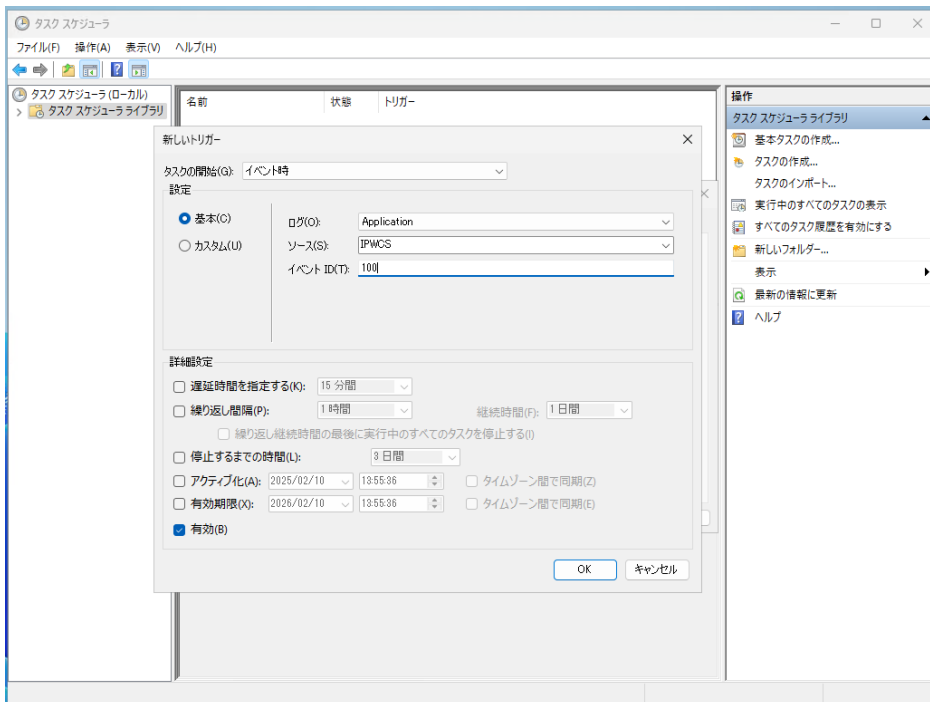 タスク スケジューラ
ファイル(F) 操作(A) 表示(V) ヘルプ(H)
タスク スケジューラ (ローカル)
タスク スケジューラ ライブラリ
名前 状態 トリガー
新しいトリガー
タスクの開始(G): イベント時
設定
基本(C)
カスタム(U)
ログ(O): Application
ソース(S): IPWCS
イベント ID(T): 100
詳細設定
遅延時間を指定する(K): 15 分間
繰り返し間隔(P): 1 時間 継続時間(F): 1 日間
繰り返し継続時間の最後に実行中のすべてのタスクを停止する(I)
停止するまでの時間(L): 3 日間
アクティブ化(A): 2025/02/10 13:55:36 タイムゾーン間で同期(Z)
有効期限(X): 2026/02/10 13:55:36 タイムゾーン間で同期(E)
有効(B)
OK キャンセル
操作
タスク スケジューラ ライブラリ
基本タスクの作成...
タスクの作成...
タスクのインポート...
実行中のすべてのタスクの表示
すべてのタスク履歴を有効にする
新しいフォルダー...
表示
最新の情報に更新
ヘルプ